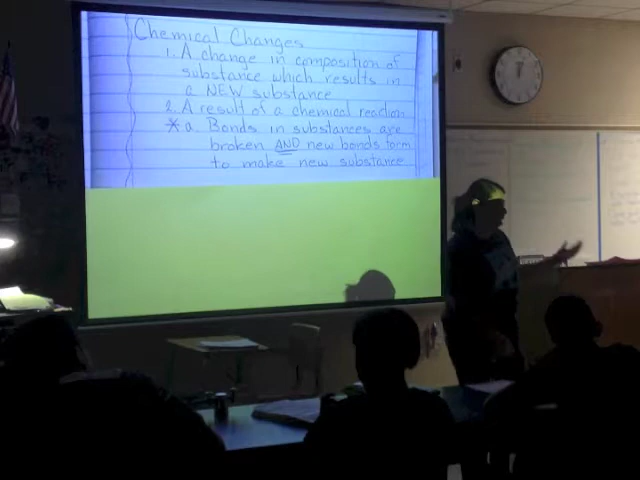 Chemical Changes
1. A change in composition of
substance which results in
a NEW substance
2. A result of a chemical reaction
* a. Bonds in substances are
broken AND new bonds form
to make new substance